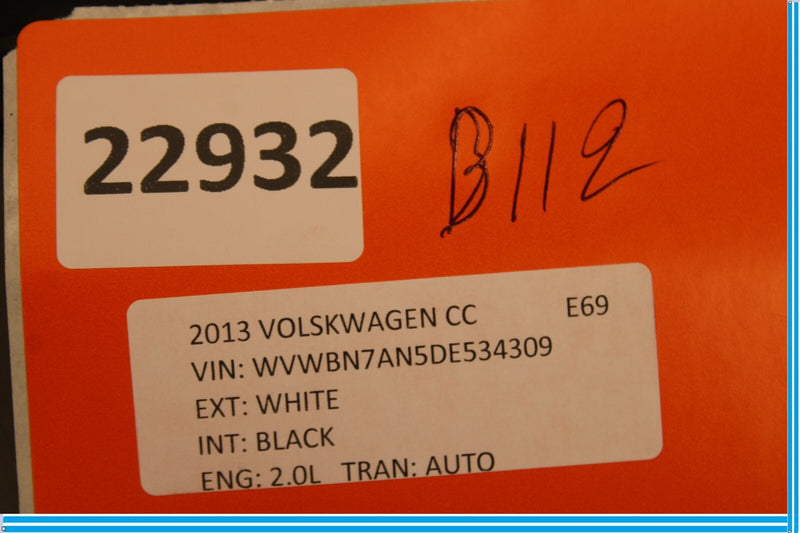 22932
B112
2013 VOLSKWAGEN CC E69
VIN: WVWBN7AN5DE534309
EXT: WHITE
INT: BLACK
ENG: 2.0L TRAN: AUTO